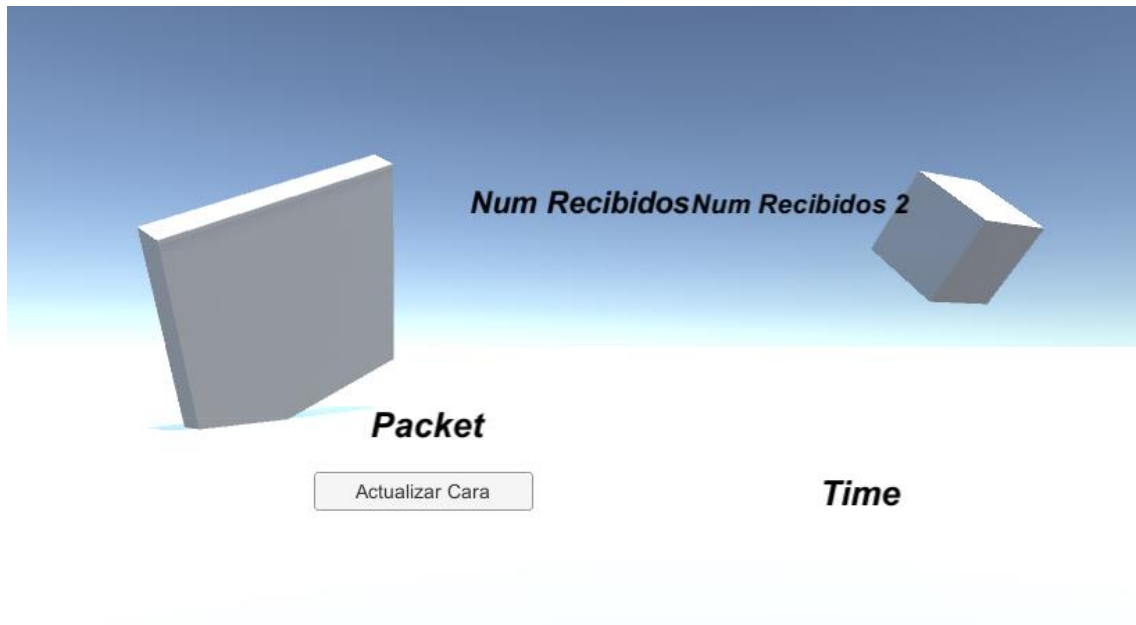 Num Recibidos
Num Recibidos 2
Packet
Actualizar Cara
Time